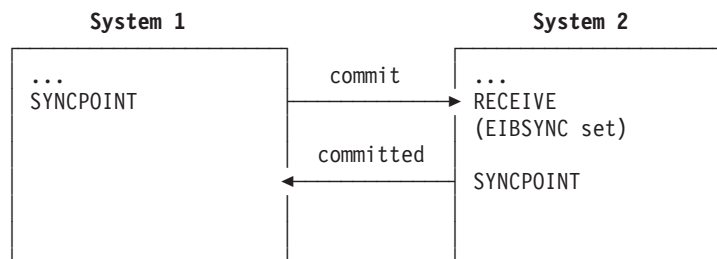 System 1 System 2
... commit ...
SYNCPOINT RECEIVE
(EIBSYNC set)
committed
SYNCPOINT